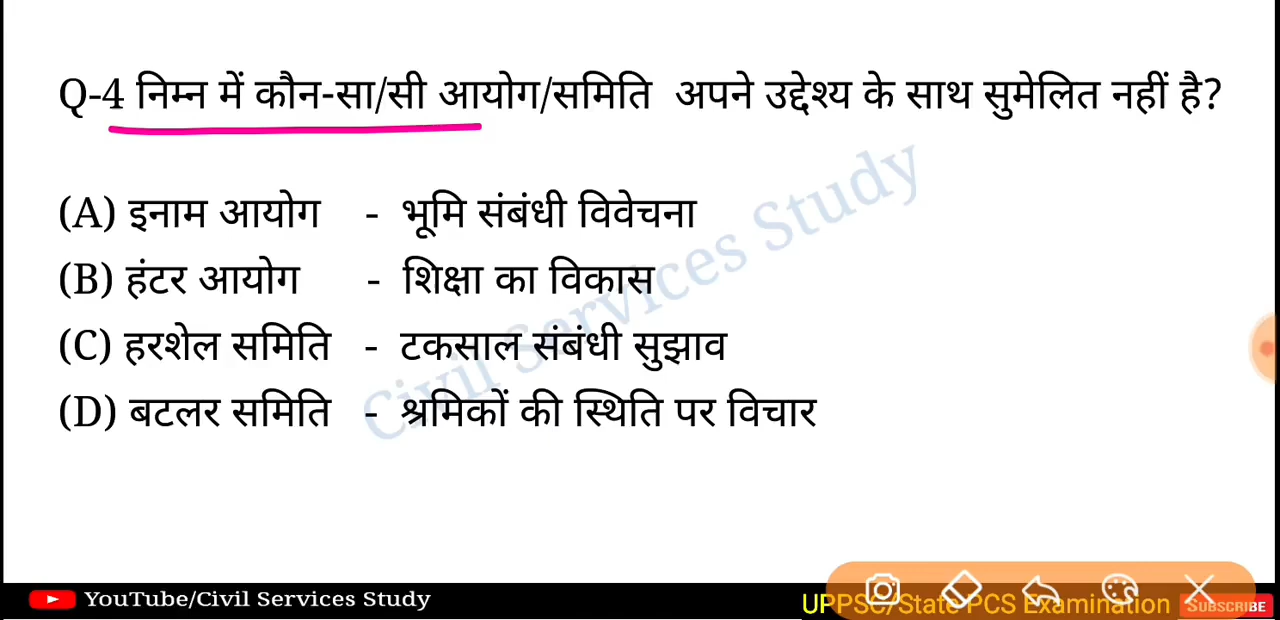 Q-4 निम्न में कौन-सा/सी आयोग/समिति अपने उद्देश्य के साथ सुमेलित नहीं है?
(A) इनाम आयोग - भूमि संबंधी विवेचना
(B) हंटर आयोग - शिक्षा का विकास
(C) हरशेल समिति - टकसाल संबंधी सुझाव
(D) बटलर समिति - श्रमिकों की स्थिति पर विचार
Civil Services Study
YouTube/Civil Services Study
UPPSC/State PCS Examination
SUBSCRIBE